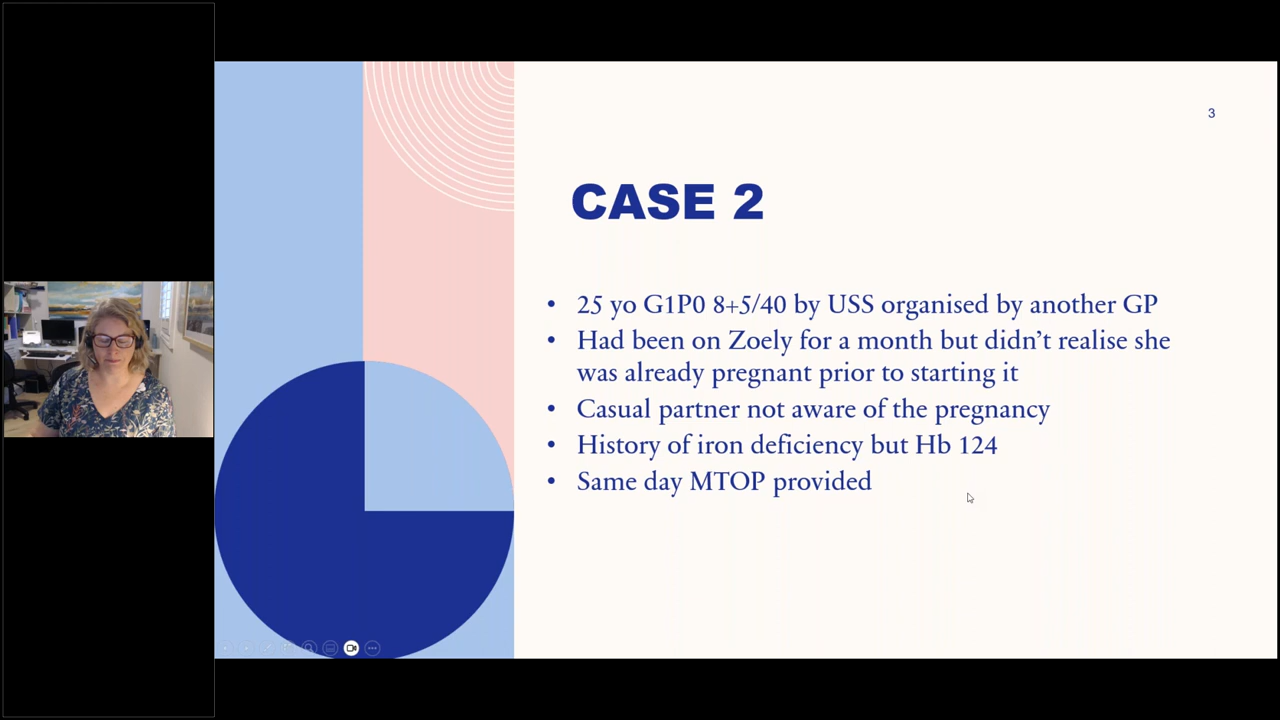 3
CASE 2
• 25 yo G1P0 8+5/40 by USS organised by another GP
• Had been on Zoely for a month but didn't realise she
was already pregnant prior to starting it
• Casual partner not aware of the pregnancy
• History of iron deficiency but Hb 124
• Same day MTOP provided